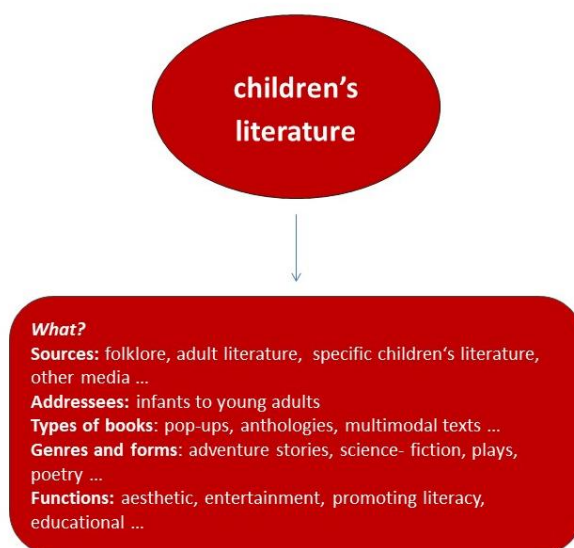 children’s
literature
What?
Sources: folklore, adult literature,  specific children‘s literature,
other media ...
Addressees: infants to young adults
Types of books: pop-ups, anthologies, multimodal texts ...
Genres and forms: adventure stories, science- fiction, plays,
poetry ...
Functions: aesthetic, entertainment, promoting literacy,
educational ...